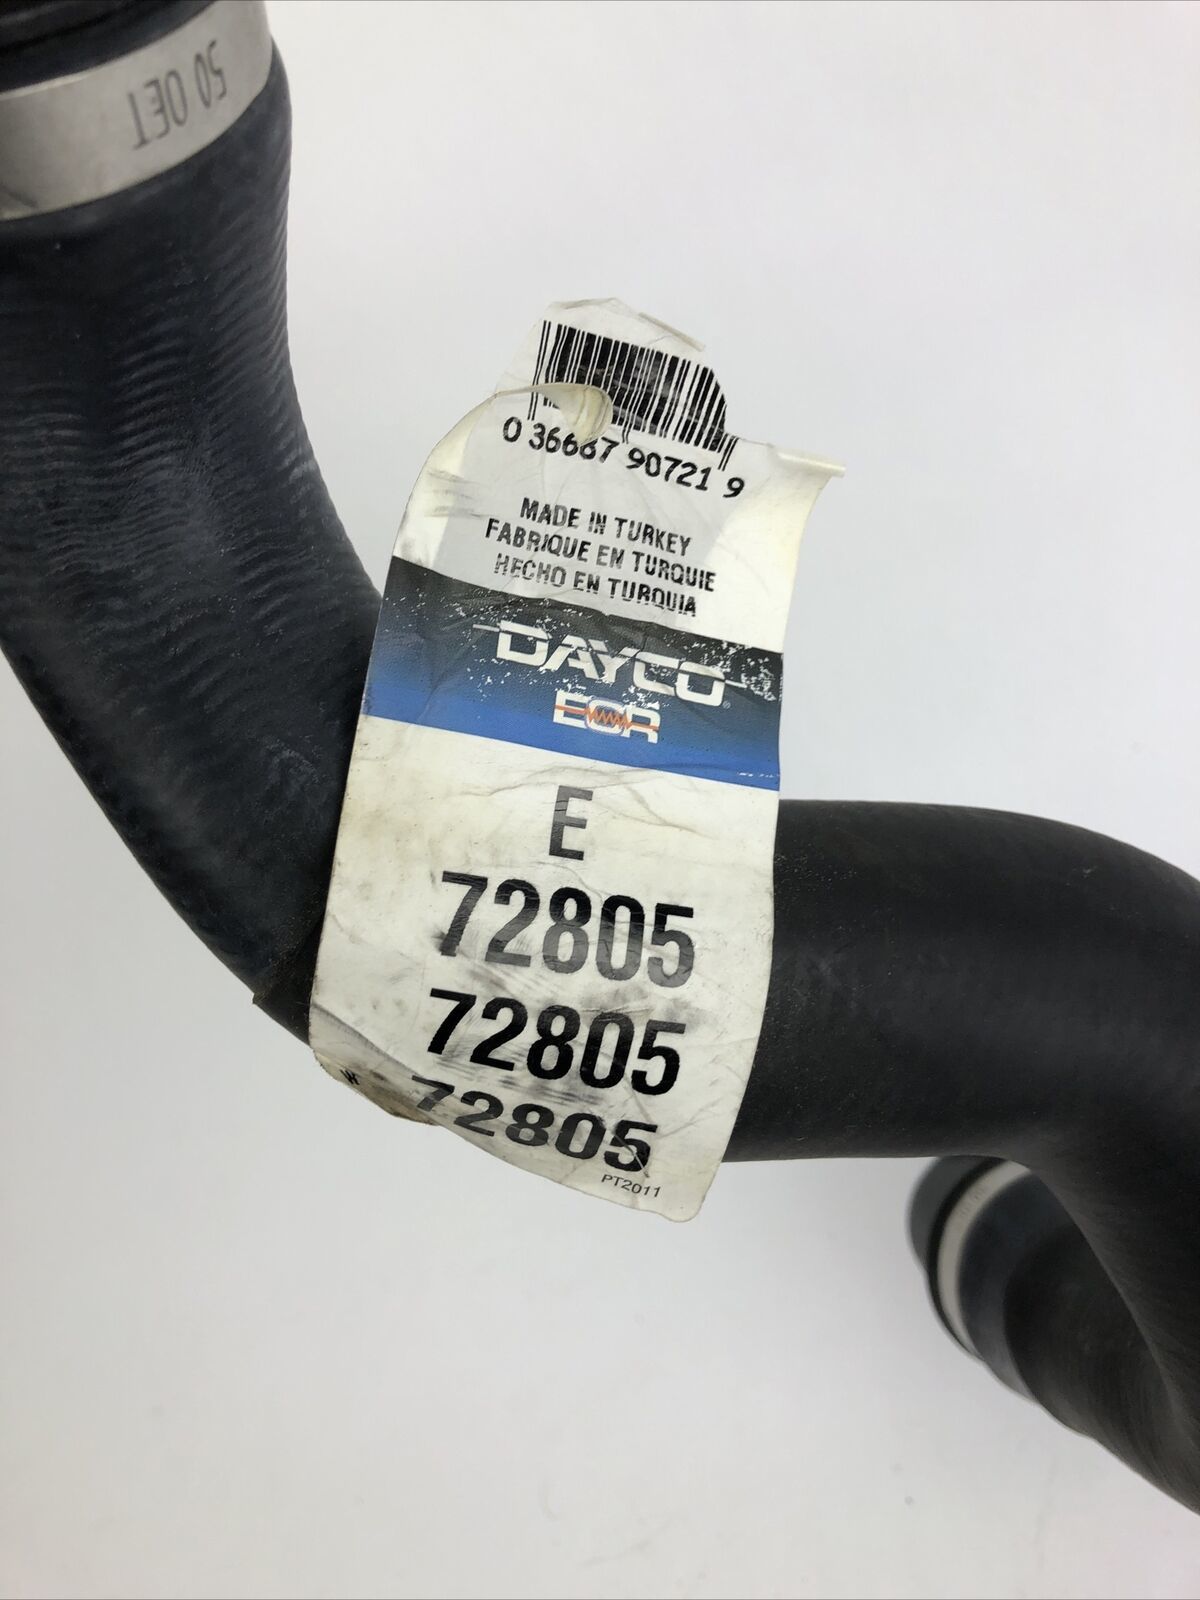 50 OET
0 36687 90721 9
MADE IN TURKEY
FABRIQUE EN TURQUIE
HECHO EN TURQUIA
DAYCO®
ECR
E
72805
72805
72805
PT2011